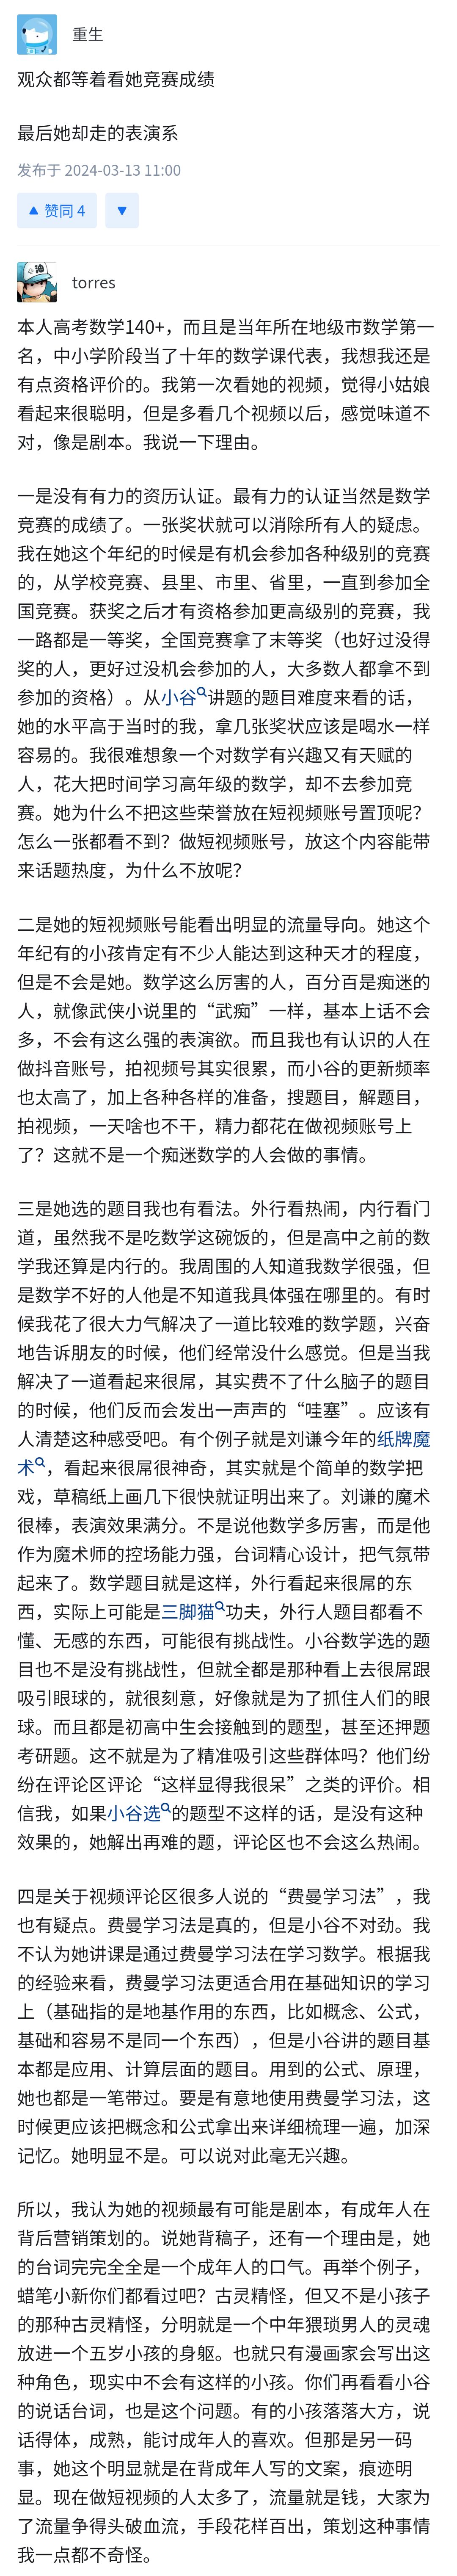 重生
观众都等着看她竞赛成绩
最后她却走的表演系
发布于 2024-03-13 11:00
赞同 4
油
torres
本人高考数学140+，而且是当年所在地级市数学第一
名，中小学阶段当了十年的数学课代表，我想我还是
有点资格评价的。我第一次看她的视频，觉得小姑娘
看起来很聪明，但是多看几个视频以后，感觉味道不
对，像是剧本。我说一下理由。
一是没有有力的资历认证。最有力的认证当然是数学
竞赛的成绩了。一张奖状就可以消除所有人的疑虑。
我在她这个年纪的时候是有机会参加各种级别的竞赛
的，从学校竞赛、县里、市里、省里，一直到参加全
国竞赛。获奖之后才有资格参加更高级别的竞赛，我
一路都是一等奖，全国竞赛拿了末等奖（也好过没得
奖的人，更好过没机会参加的人，大多数人都拿不到
参加的资格）。从小谷讲题的题目难度来看的话，
她的水平高于当时的我，拿几张奖状应该是喝水一样
容易的。我很难想象一个对数学有兴趣又有天赋的
人，花大把时间学习高年级的数学，却不去参加竞
赛。她为什么不把这些荣誉放在短视频账号置顶呢？
怎么一张都看不到？做短视频账号，放这个内容能带
来话题热度，为什么不放呢？
二是她的短视频账号能看出明显的流量导向。她这个
年纪有的小孩肯定有不少人能达到这种天才的程度，
但是不会是她。数学这么厉害的人，百分百是痴迷的
人，就像武侠小说里的“武痴”一样，基本上话不会
多，不会有这么强的表演欲。而且我也有认识的人在
做抖音账号，拍视频号其实很累，而小谷的更新频率
也太高了，加上各种各样的准备，搜题目，解题目，
拍视频，一天啥也不干，精力都花在做视频账号上
了？这就不是一个痴迷数学的人会做的事情。
三是她选的题目我也有看法。外行看热闹，内行看门
道，虽然我不是吃数学这碗饭的，但是高中之前的数
学我还算是内行的。我周围的人知道我数学很强，但
是数学不好的人他是不知道我具体强在哪里的。有时
候我花了很大力气解决了一道比较难的数学题，兴奋
地告诉朋友的时候，他们经常没什么感觉。但是当我
解决了一道看起来很屌，其实费不了什么脑子的题目
的时候，他们反而会发出一声声的“哇塞”。应该有
人清楚这种感受吧。有个例子就是刘谦今年的纸牌魔
术，看起来很屌很神奇，其实就是个简单的数学把
戏，草稿纸上画几下很快就证明出来了。刘谦的魔术
很棒，表演效果满分。不是说他数学多厉害，而是他
作为魔术师的控场能力强，台词精心设计，把气氛带
起来了。数学题目就是这样，外行看起来很屌的东
西，实际上可能是三脚猫功夫，外行人题目都看不
懂、无感的东西，可能很有挑战性。小谷数学选的题
目也不是没有挑战性，但就全都是那种看上去很屌跟
吸引眼球的，就很刻意，好像就是为了抓住人们的眼
球。而且都是初高中生会接触到的题型，甚至还押题
考研题。这不就是为了精准吸引这些群体吗？他们纷
纷在评论区评论“这样显得我很呆”之类的评价。相
信我，如果小谷选的题型不这样的话，是没有这种
效果的，她解出再难的题，评论区也不会这么热闹。
四是关于视频评论区很多人说的“费曼学习法”，我
也有疑点。费曼学习法是真的，但是小谷不对劲。我
不认为她讲课是通过费曼学习法在学习数学。根据我
的经验来看，费曼学习法更适合用在基础知识的学习
上（基础指的是地基作用的东西，比如概念、公式，
基础和容易不是同一个东西），但是小谷讲的题目基
本都是应用、计算层面的题目。用到的公式、原理，
她也都是一笔带过。要是有意地使用费曼学习法，这
时候更应该把概念和公式拿出来详细梳理一遍，加深
记忆。她明显不是。可以说对此毫无兴趣。
所以，我认为她的视频最有可能是剧本，有成年人在
背后营销策划的。说她背稿子，还有一个理由是，她
的台词完完全全是一个成年人的口气。再举个例子，
蜡笔小新你们都看过吧？古灵精怪，但又不是小孩子
的那种古灵精怪，分明就是一个中年猥琐男人的灵魂
放进一个五岁小孩的身躯。也就只有漫画家会写出这
种角色，现实中不会有这样的小孩。你们再看看小谷
的说话台词，也是这个问题。有的小孩落落大方，说
话得体，成熟，能讨成年人的喜欢。但那是另一码
事，她这个明显就是在背成年人写的文案，痕迹明
显。现在做短视频的人太多了，流量就是钱，大家为
了流量争得头破血流，手段花样百出，策划这种事情
我一点都不奇怪。